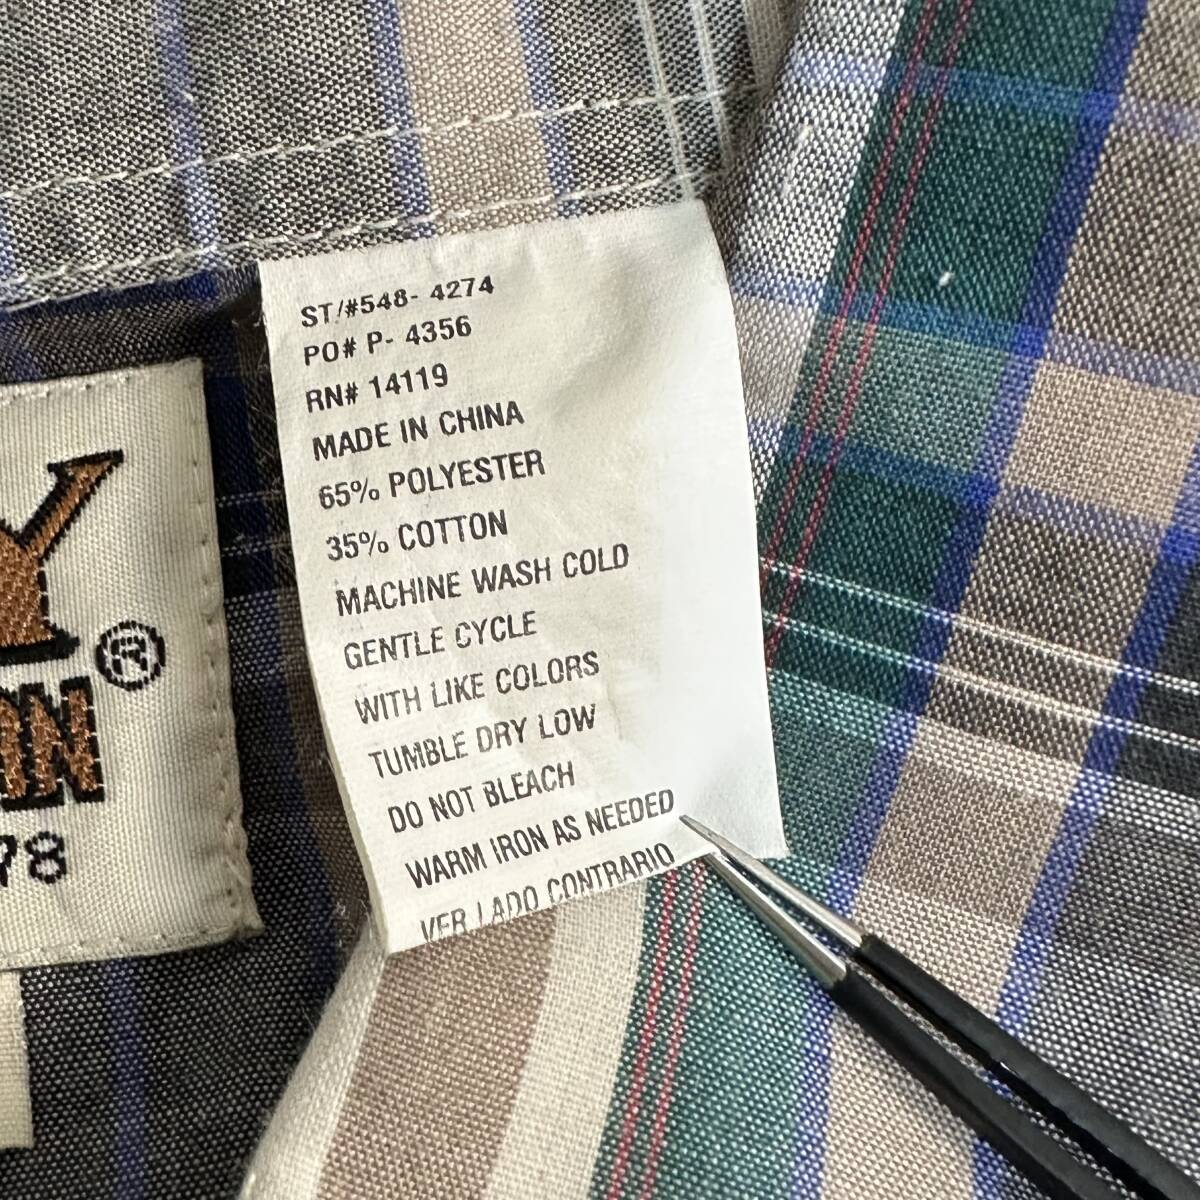 ST/#548- 4274
PO# P- 4356
RN# 14119
MADE IN CHINA
65% POLYESTER
35% COTTON
MACHINE WASH COLD
GENTLE CYCLE
WITH LIKE COLORS
TUMBLE DRY LOW
DO NOT BLEACH
WARM IRON AS NEEDED
VER LADO CONTRARIO
Y®
78